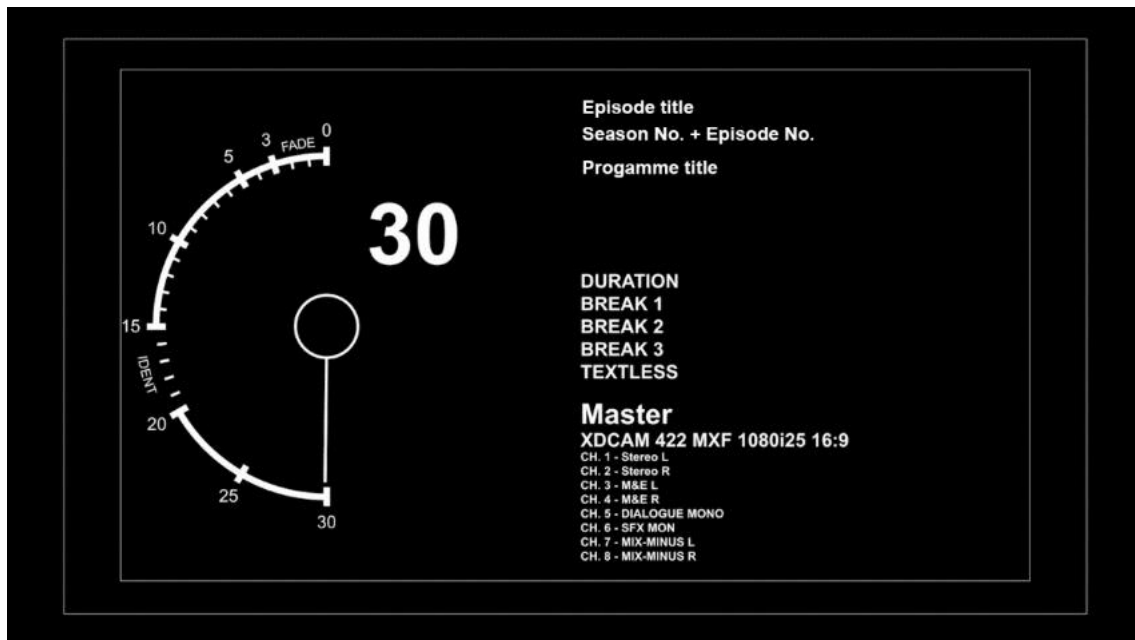 0
FADE
3
5
10
15
IDENT
20
25
30
30
Episode title
Season No. + Episode No.
Progamme title
DURATION
BREAK 1
BREAK 2
BREAK 3
TEXTLESS
Master
XDCAM 422 MXF 1080i25 16:9
CH. 1 - Stereo L
CH. 2 - Stereo R
CH. 3 - M&E L
CH. 4 - M&E R
CH. 5 - DIALOGUE MONO
CH. 6 - SFX MON
CH. 7 - MIX-MINUS L
CH. 8 - MIX-MINUS R